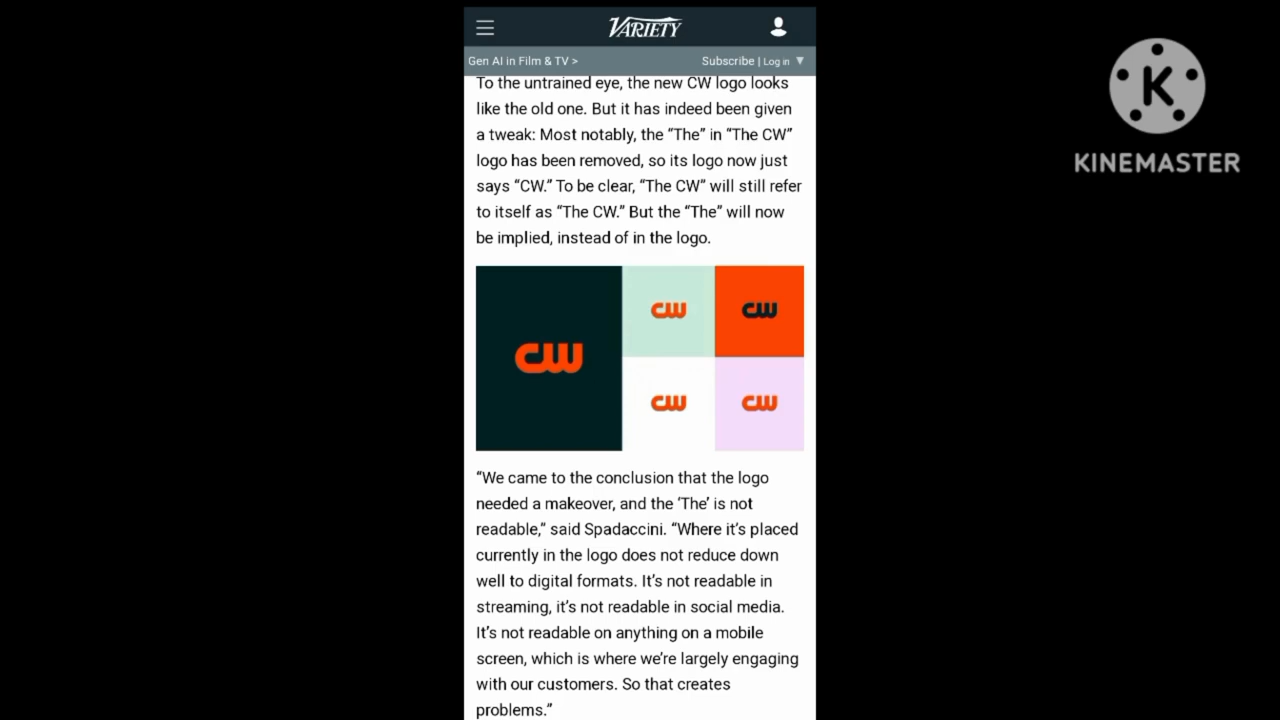 VARIETY
Gen AI in Film & TV >
Subscribe | Log in ▼
To the untrained eye, the new CW logo looks
like the old one. But it has indeed been given
a tweak: Most notably, the “The” in “The CW”
logo has been removed, so its logo now just
says “CW.” To be clear, “The CW” will still refer
to itself as “The CW.” But the “The” will now
be implied, instead of in the logo.
CW
CW
CW
CW
CW
“We came to the conclusion that the logo
needed a makeover, and the ‘The’ is not
readable,” said Spadaccini. “Where it’s placed
currently in the logo does not reduce down
well to digital formats. It’s not readable in
streaming, it’s not readable in social media.
It’s not readable on anything on a mobile
screen, which is where we’re largely engaging
with our customers. So that creates
problems.”
K
KINEMASTER